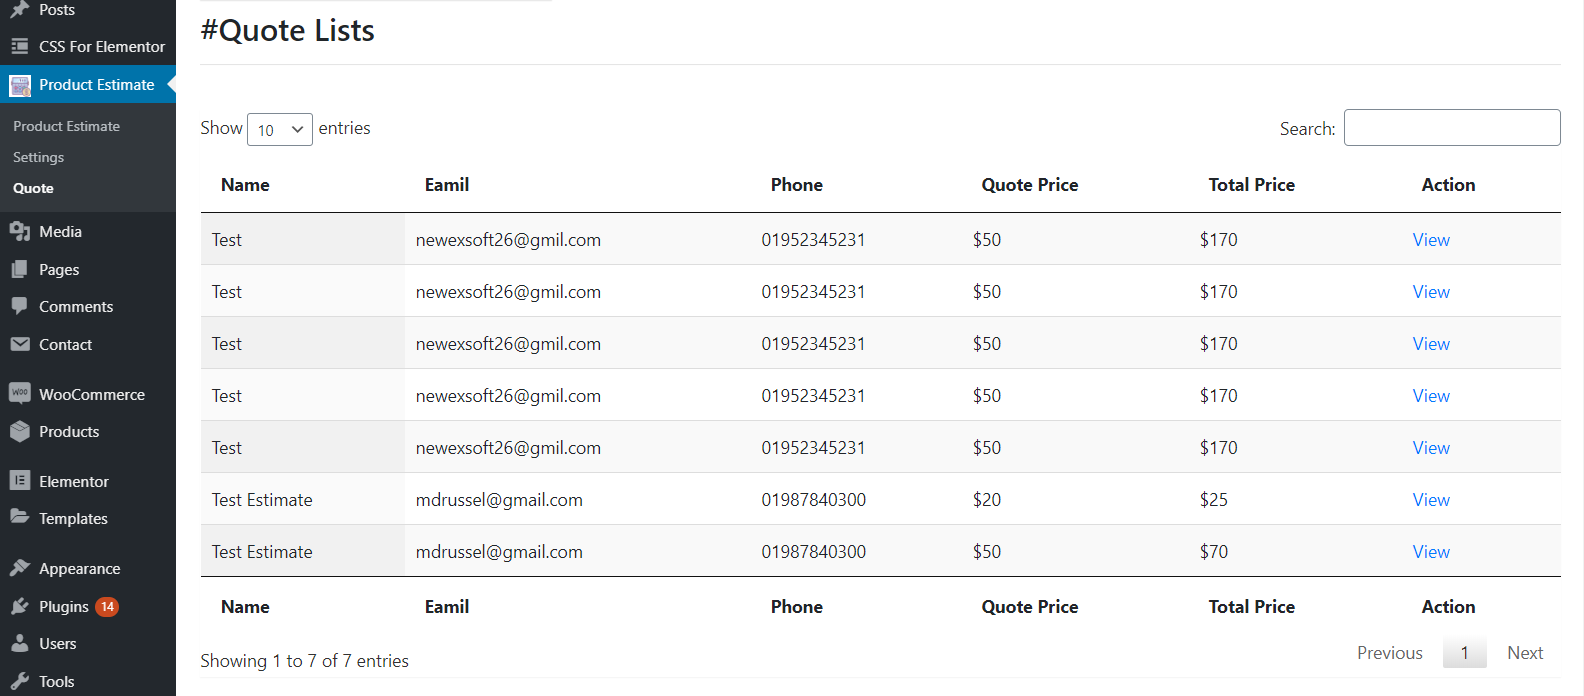 Posts
CSS For Elementor
Product Estimate
Product Estimate
Settings
Quote
Media
Pages
Comments
Contact
WooCommerce
Products
Elementor
Templates
Appearance
Plugins 14
Users
Tools
#Quote Lists
Show 10 entries
Search:
Name Eamil Phone Quote Price Total Price Action
Test newexsoft26@gmil.com 01952345231 $50 $170 View
Test newexsoft26@gmil.com 01952345231 $50 $170 View
Test newexsoft26@gmil.com 01952345231 $50 $170 View
Test newexsoft26@gmil.com 01952345231 $50 $170 View
Test newexsoft26@gmil.com 01952345231 $50 $170 View
Test Estimate mdrussel@gmail.com 01987840300 $20 $25 View
Test Estimate mdrussel@gmail.com 01987840300 $50 $70 View
Name Eamil Phone Quote Price Total Price Action
Showing 1 to 7 of 7 entries
Previous 1 Next